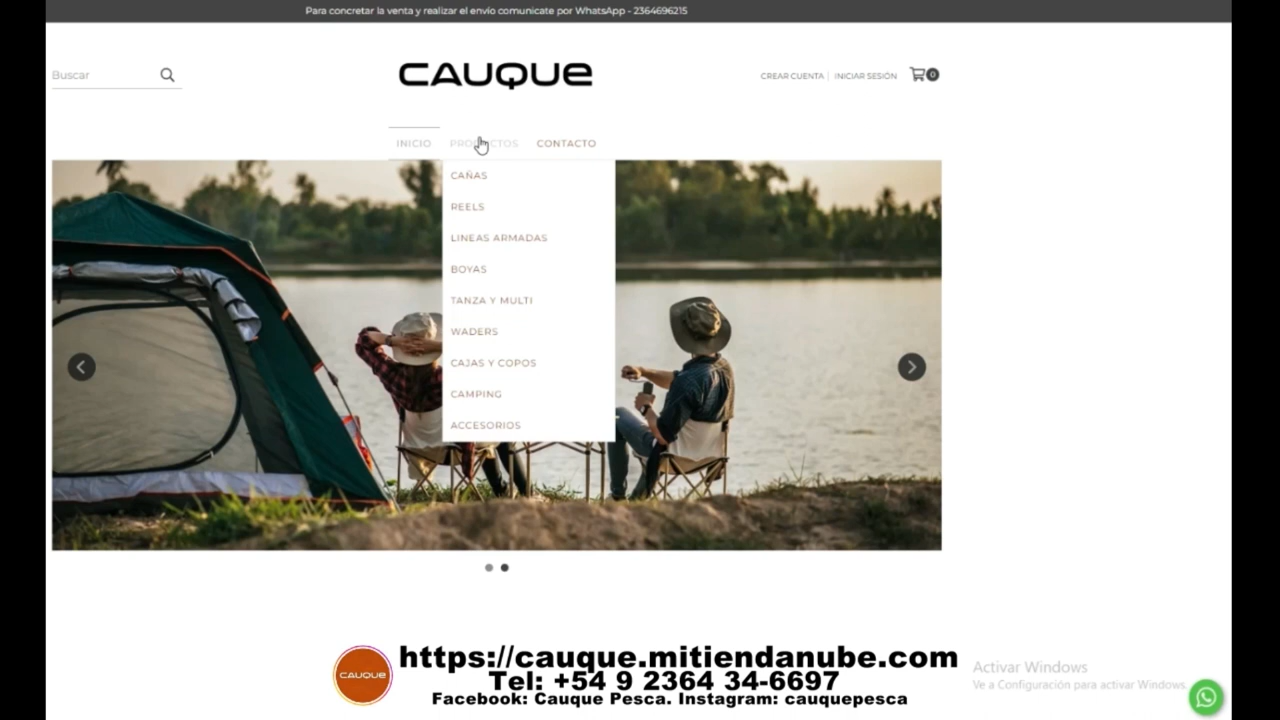 Para concretar la venta y realizar el envío comunicate por WhatsApp - 2364696215
Buscar
CAUQUE
CREAR CUENTA | INICIAR SESIÓN
0
INICIO
PRODUCTOS
CONTACTO
CAÑAS
REELS
LINEAS ARMADAS
BOYAS
TANZA Y MULTI
WADERS
CAJAS Y COPOS
CAMPING
ACCESORIOS
CAUQUE
https://cauque.mitiendanube.com
Tel: +54 9 2364 34-6697
Facebook: Cauque Pesca. Instagram: cauquepesca
Activar Windows
Ve a Configuración para activar Windows.